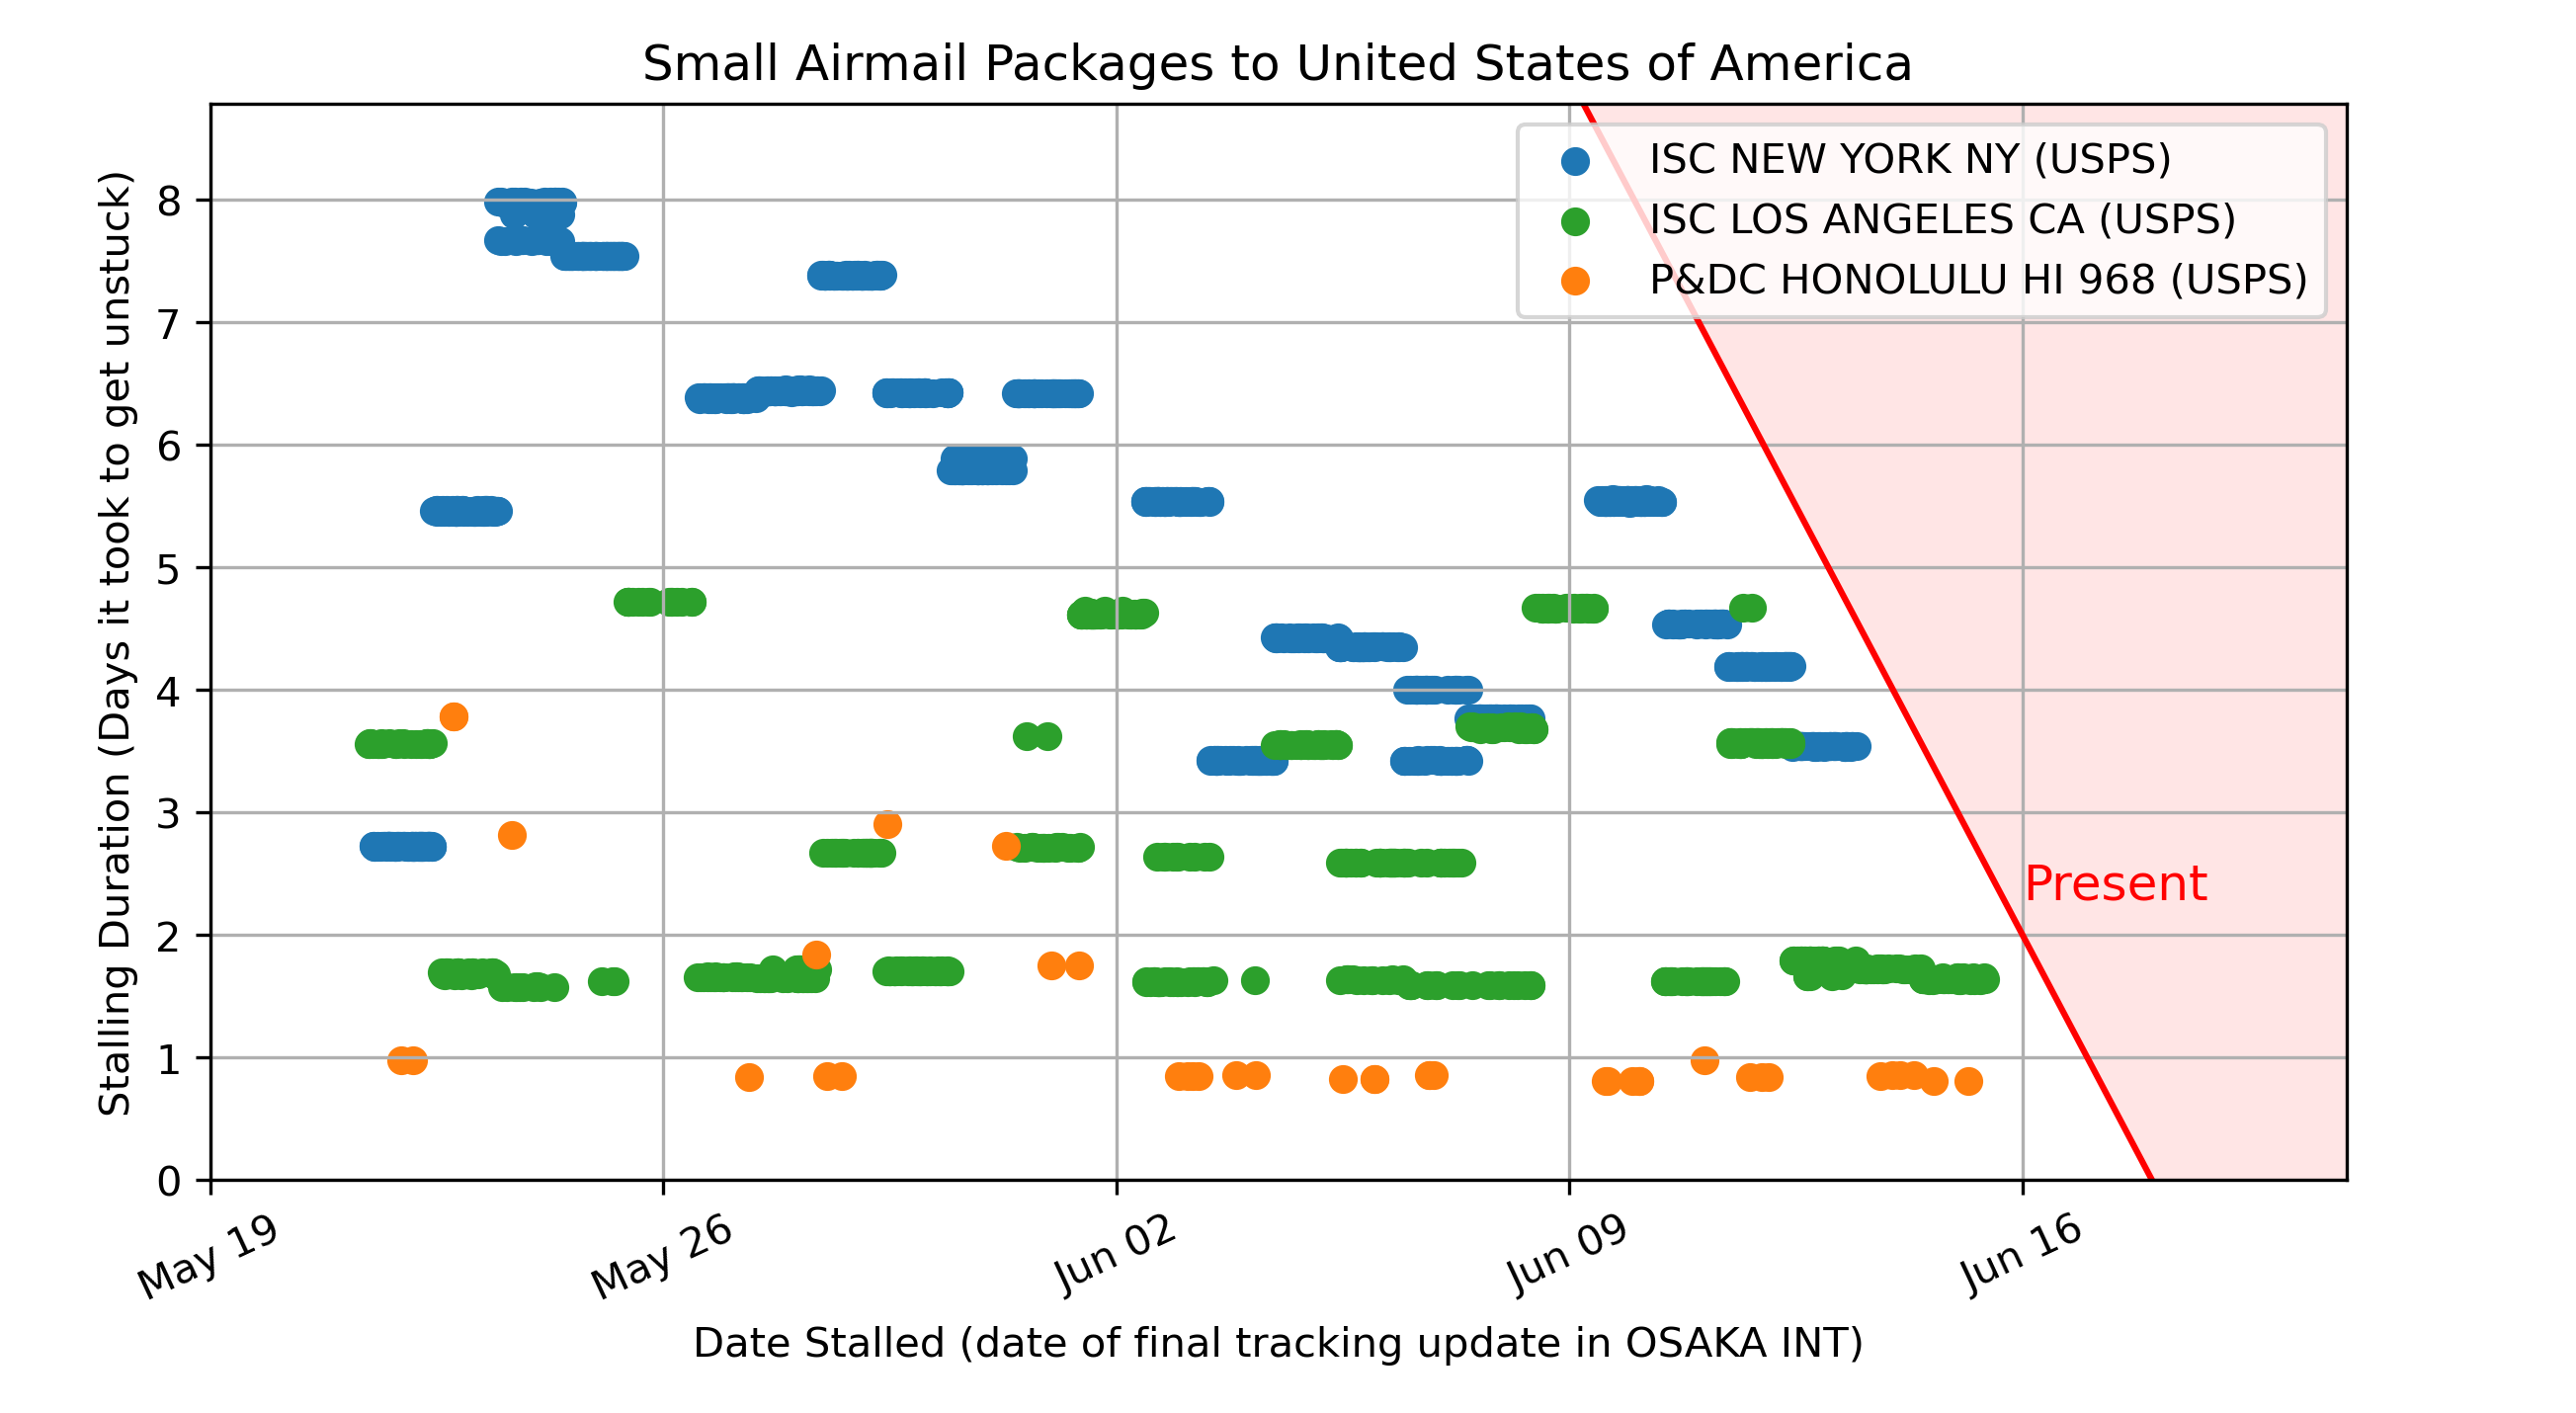 Small Airmail Packages to United States of America
ISC NEW YORK NY (USPS)
ISC LOS ANGELES CA (USPS)
P&DC HONOLULU HI 968 (USPS)
Stalling Duration (Days it took to get unstuck)
8
7
6
5
4
3
2
1
0
Present
May 19
May 26
Jun 02
Jun 09
Jun 16
Date Stalled (date of final tracking update in OSAKA INT)